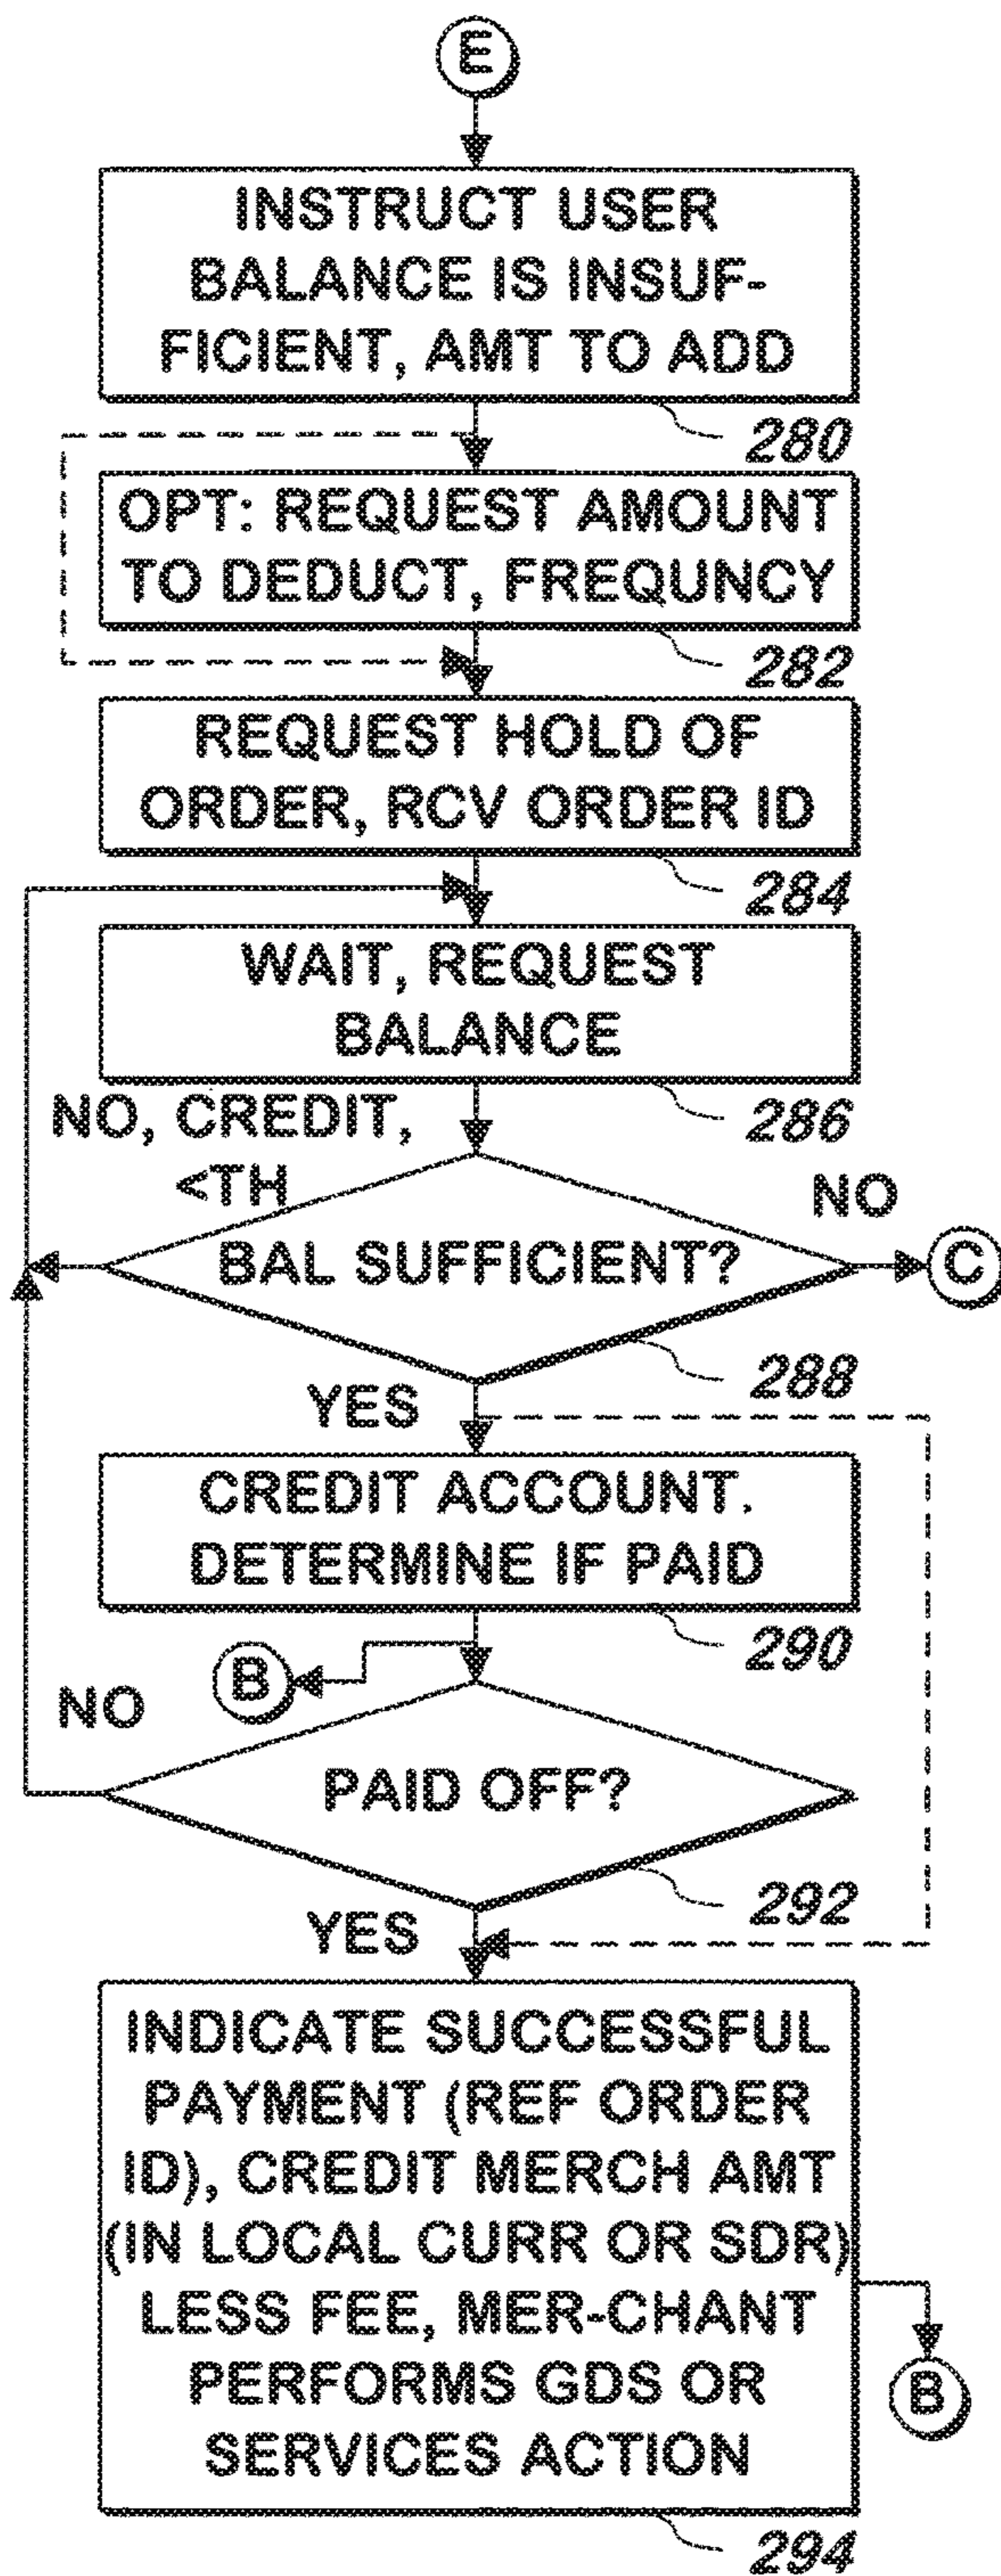 E
INSTRUCT USER
BALANCE IS INSUF-
FICIENT, AMT TO ADD
280
OPT: REQUEST AMOUNT
TO DEDUCT, FREQUNCY
282
REQUEST HOLD OF
ORDER, RCV ORDER ID
284
WAIT, REQUEST
BALANCE
286
NO, CREDIT,
<TH
NO
BAL SUFFICIENT?
C
288
YES
CREDIT ACCOUNT.
DETERMINE IF PAID
290
B
NO
PAID OFF?
292
YES
INDICATE SUCCESSFUL
PAYMENT (REF ORDER
ID), CREDIT MERCH AMT
(IN LOCAL CURR OR SDR)
LESS FEE, MER-CHANT
PERFORMS GDS OR
SERVICES ACTION
B
294